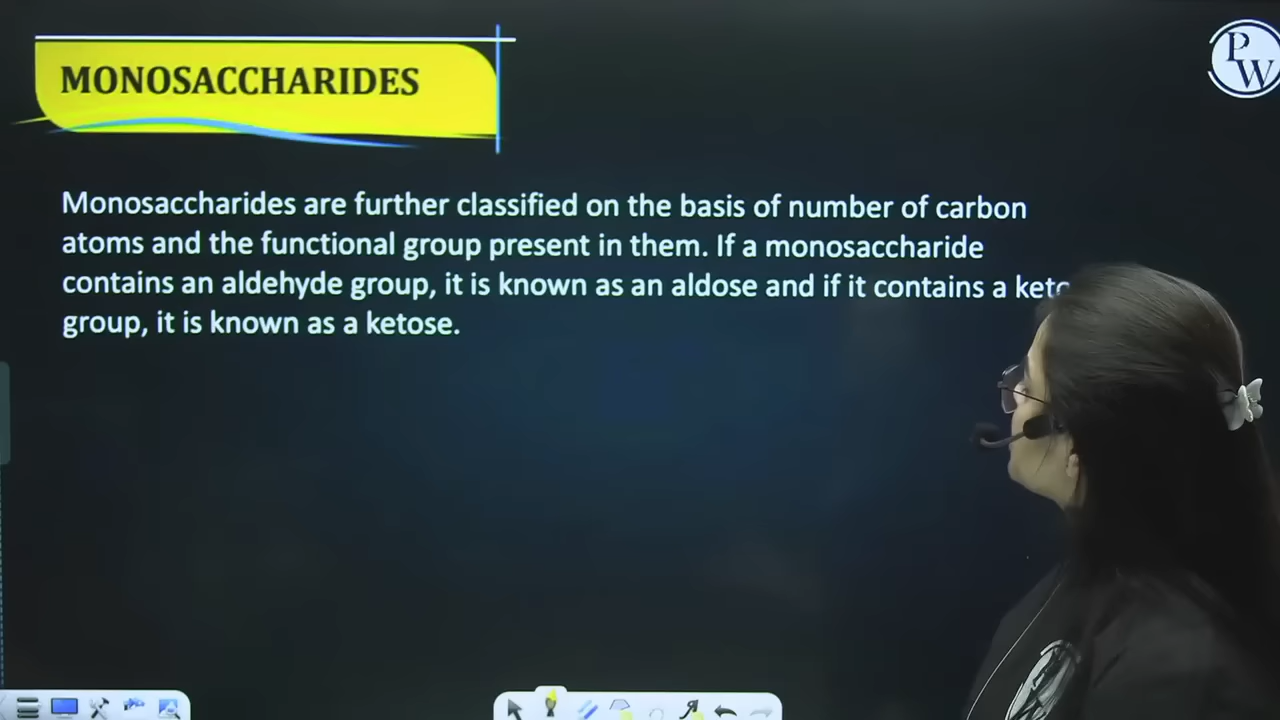 MONOSACCHARIDES
PW
Monosaccharides are further classified on the basis of number of carbon
atoms and the functional group present in them. If a monosaccharide
contains an aldehyde group, it is known as an aldose and if it contains a
group, it is known as a ketose.